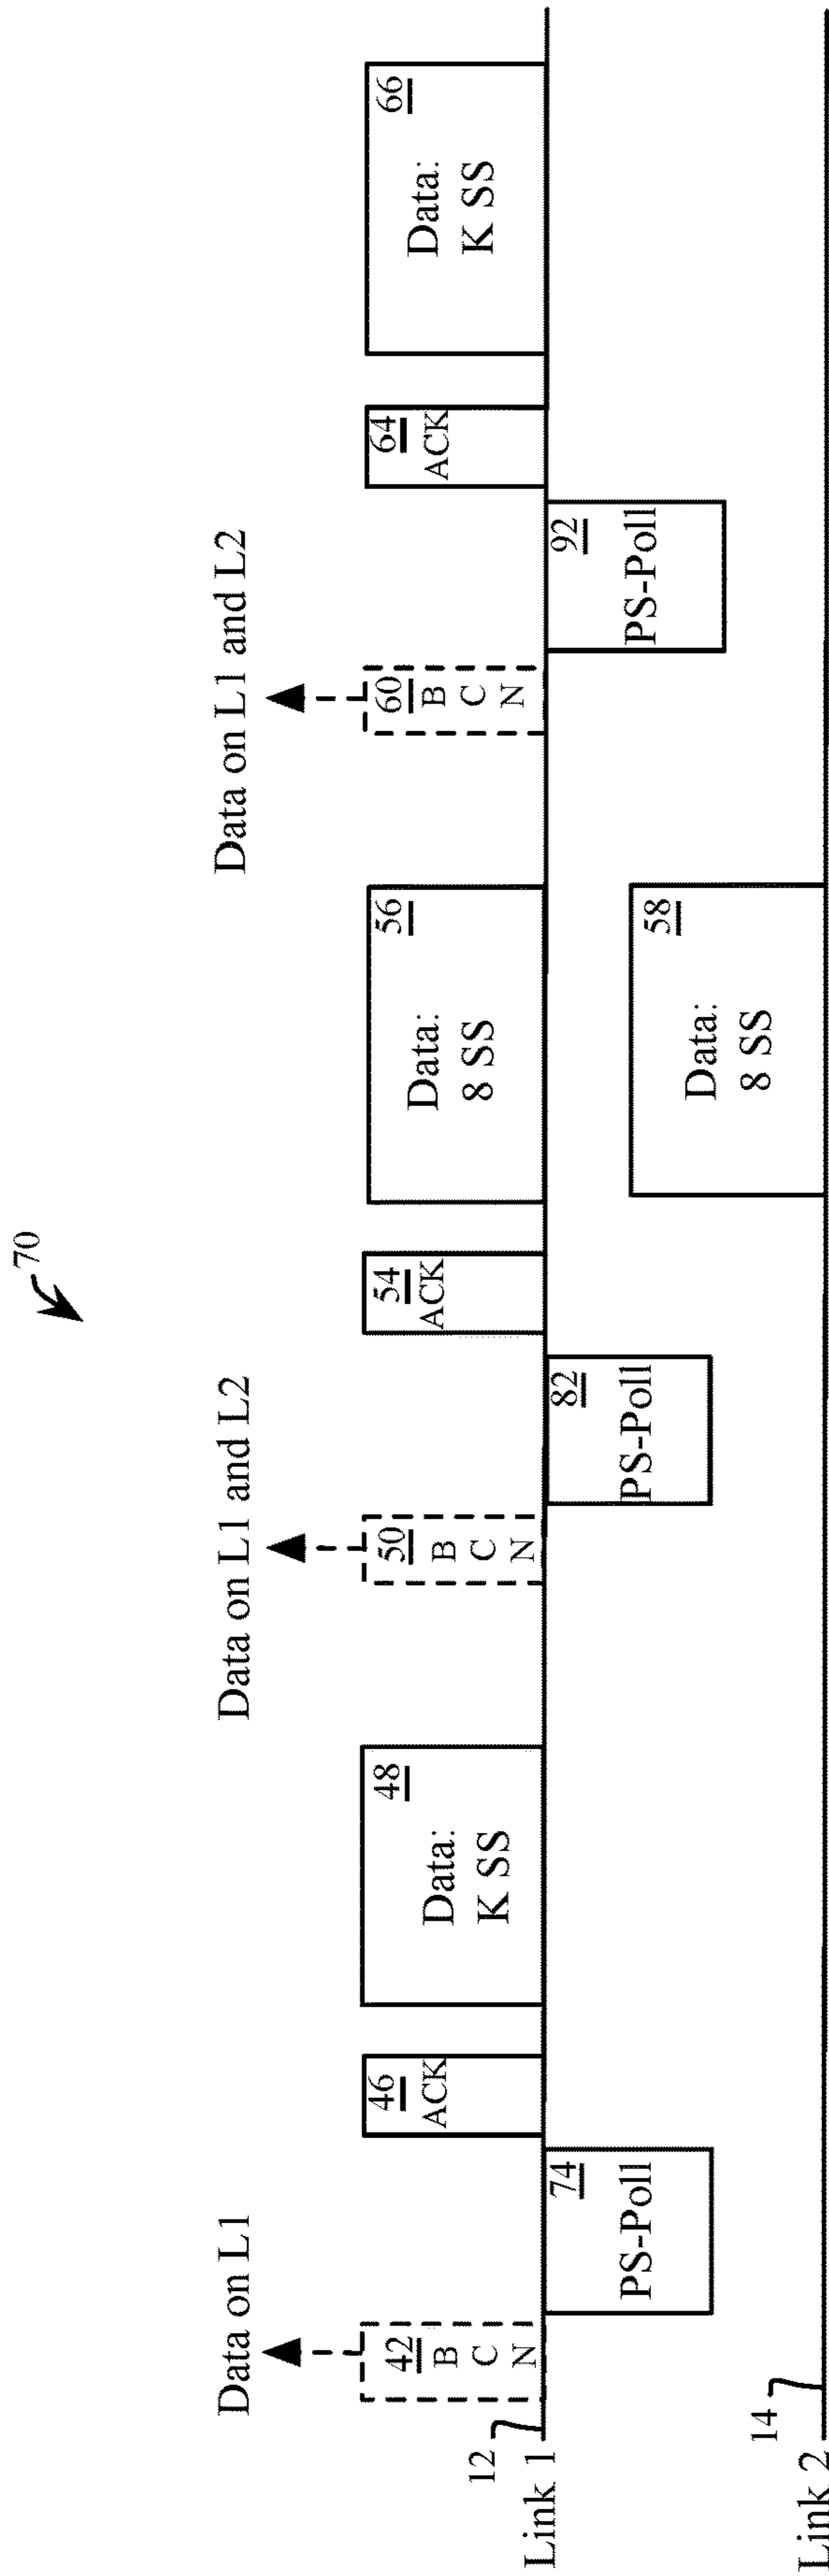 70
Data on L1
Data on L1 and L2
Data on L1 and L2
42
B
C
N
46
ACK
48
Data:
K SS
50
B
C
N
54
ACK
56
Data:
8 SS
60
B
C
N
64
ACK
66
Data:
K SS
12
Link 1
74
PS-Poll
82
PS-Poll
92
PS-Poll
58
Data:
8 SS
14
Link 2